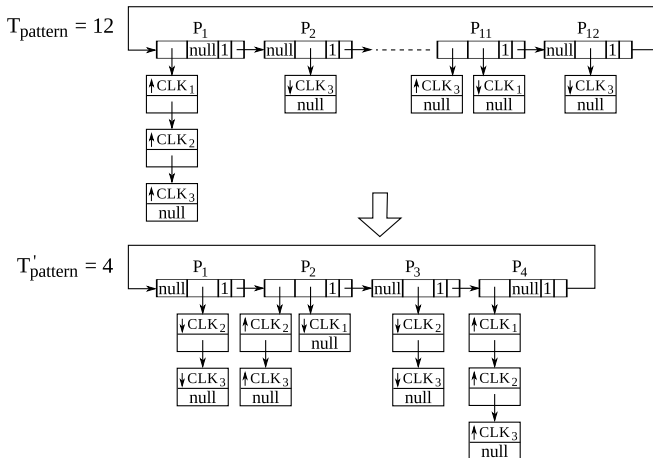 T_pattern = 12
P_1 P_2 P_11 P_12
null 1 null 1 1 null 1
↑CLK_1 ↓CLK_3 ↑CLK_3 ↓CLK_1 ↓CLK_3
null null null null
↑CLK_2
↑CLK_3
null
T'_pattern = 4
P_1 P_2 P_3 P_4
null 1 1 null 1 null 1
↓CLK_2 ↑CLK_2 ↓CLK_1 ↓CLK_2 ↑CLK_1
null
↓CLK_3 ↑CLK_3 ↓CLK_3 ↑CLK_2
null null null
↑CLK_3
null